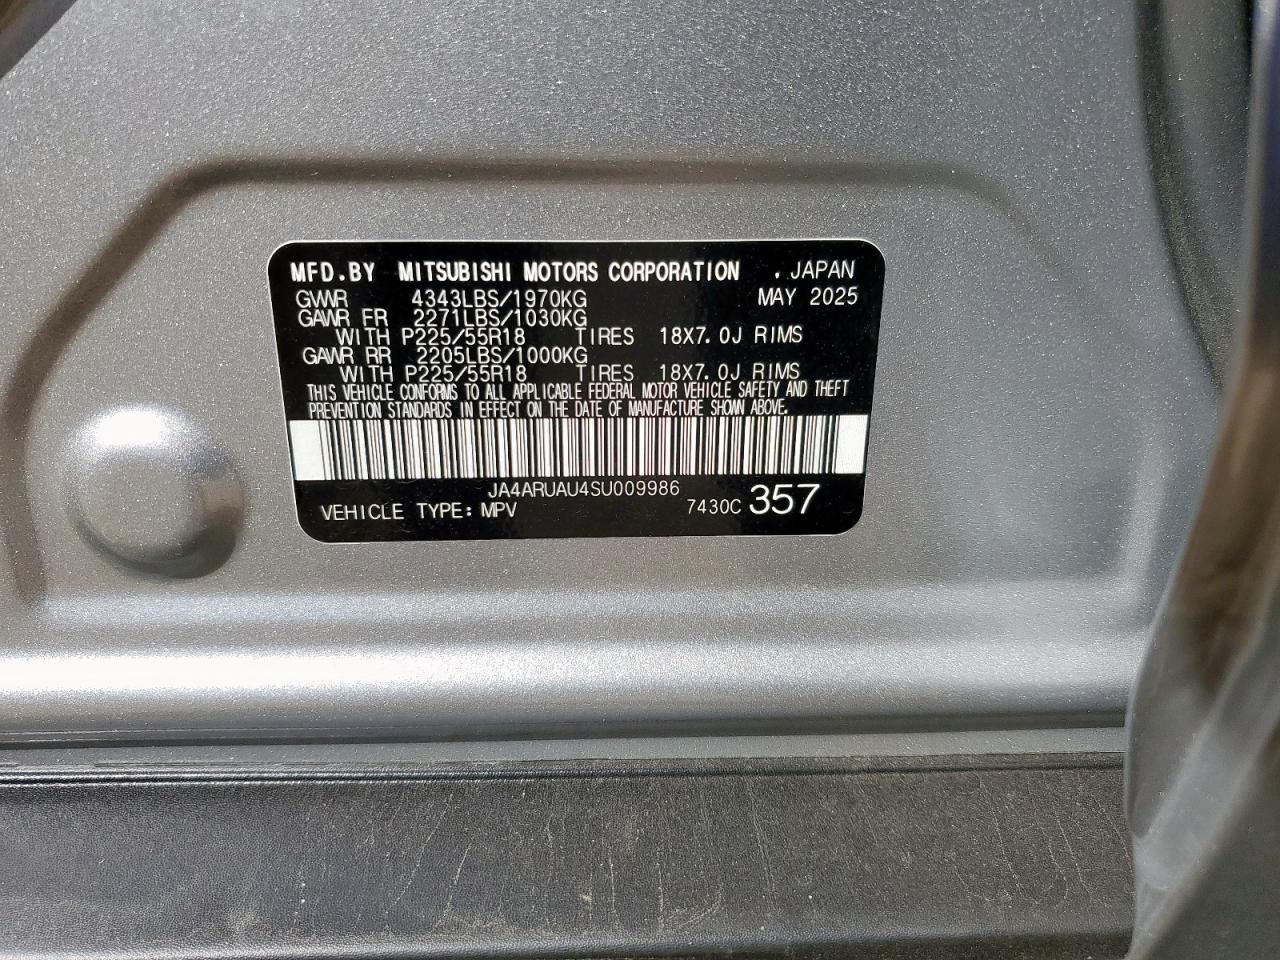 MFD.BY MITSUBISHI MOTORS CORPORATION . JAPAN
GVWR 4343LBS/1970KG MAY 2025
GAWR FR 2271LBS/1030KG
WITH P225/55R18 TIRES 18X7.0J RIMS
GAWR RR 2205LBS/1000KG
WITH P225/55R18 TIRES 18X7.0J RIMS
THIS VEHICLE CONFORMS TO ALL APPLICABLE FEDERAL MOTOR VEHICLE SAFETY AND THEFT
PREVENTION STANDARDS IN EFFECT ON THE DATE OF MANUFACTURE SHOWN ABOVE.
JA4ARUAU4SU009986
VEHICLE TYPE: MPV 7430C 357